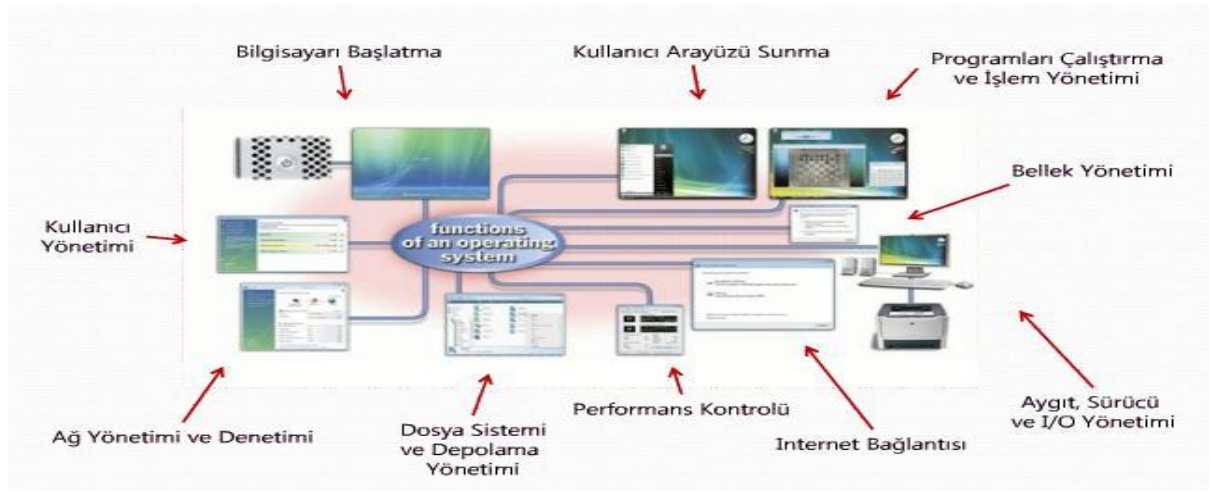 Bilgisayarı Başlatma
Kullanıcı Arayüzü Sunma
Programları Çalıştırma
ve İşlem Yönetimi
Bellek Yönetimi
Kullanıcı
Yönetimi
functions
of an operating
system
Ağ Yönetimi ve Denetimi
Dosya Sistemi
ve Depolama
Yönetimi
Performans Kontrolü
Internet Bağlantısı
Aygıt, Sürücü
ve I/O Yönetimi